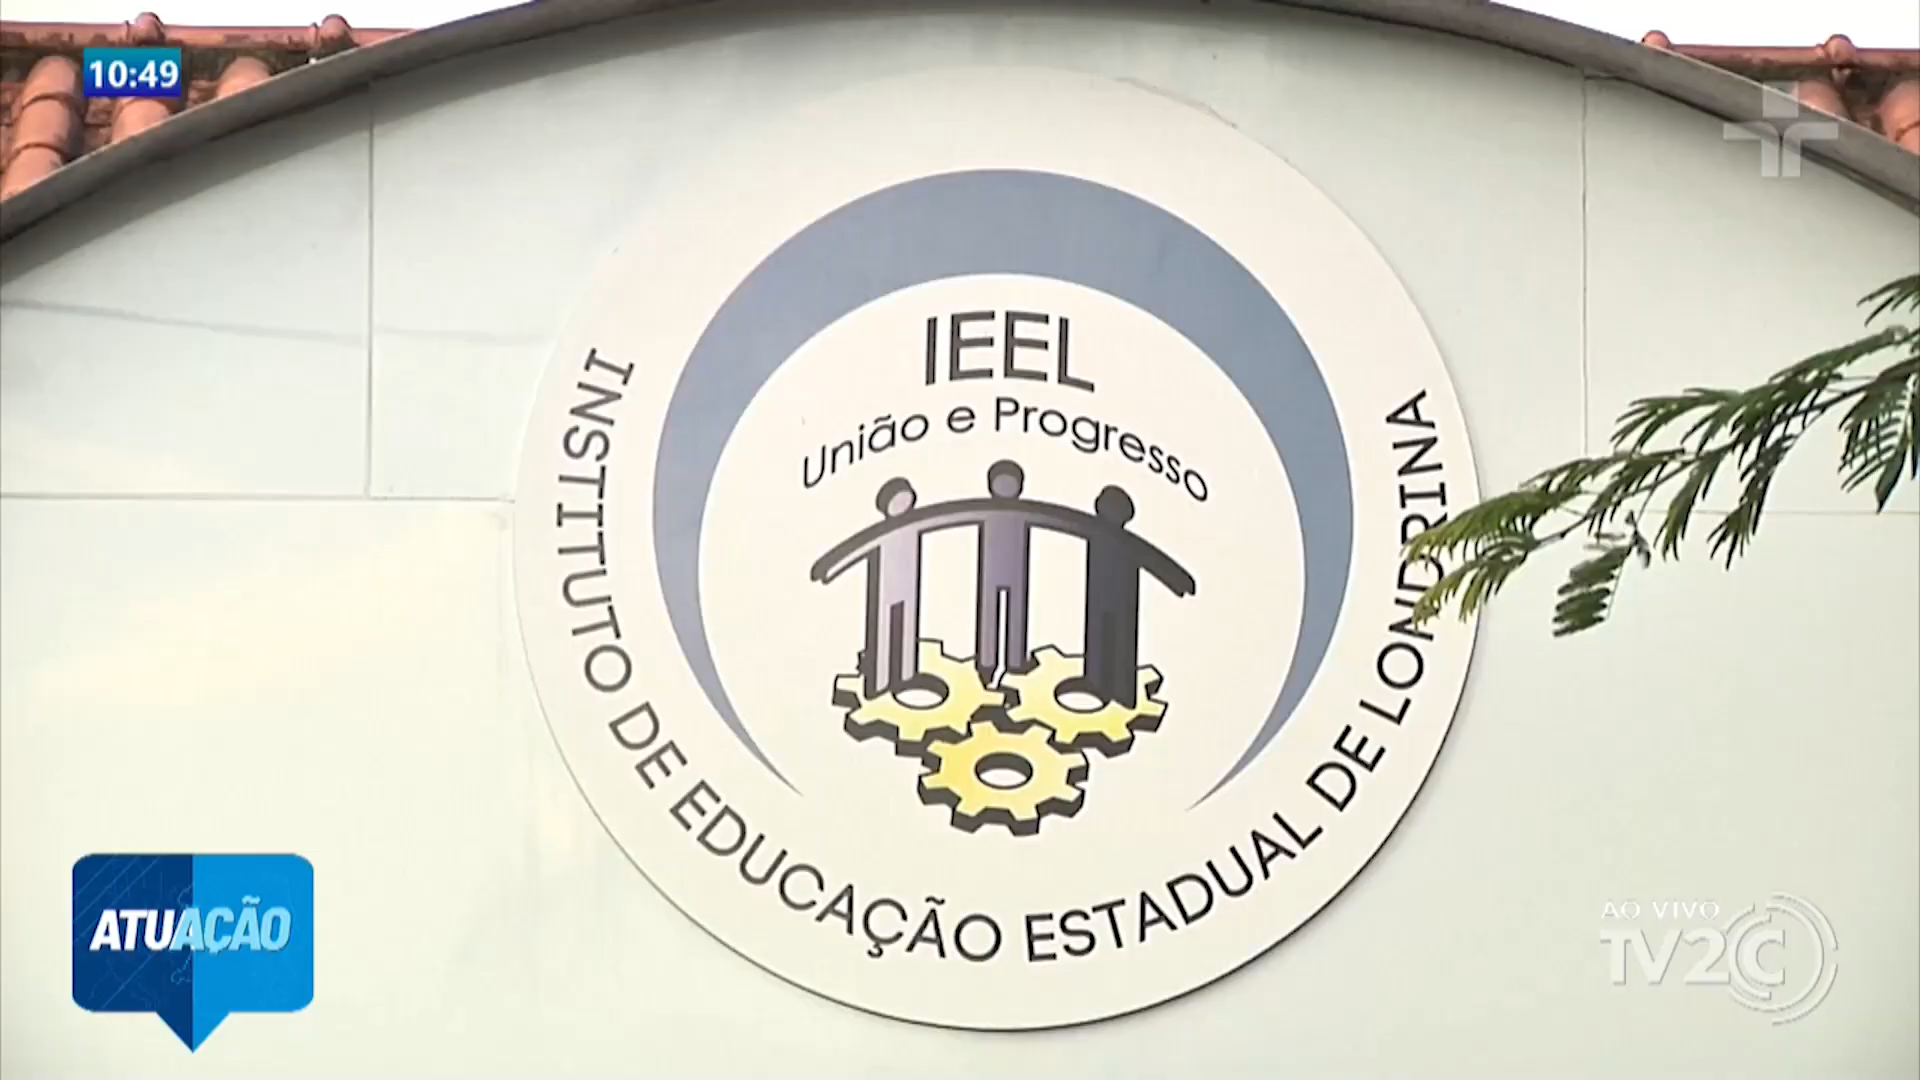 10:49
IEEL
União e Progresso
INSTITUTO DE EDUCAÇÃO ESTADUAL DE LONDRINA
ATUAÇÃO
AO VIVO
TV2C